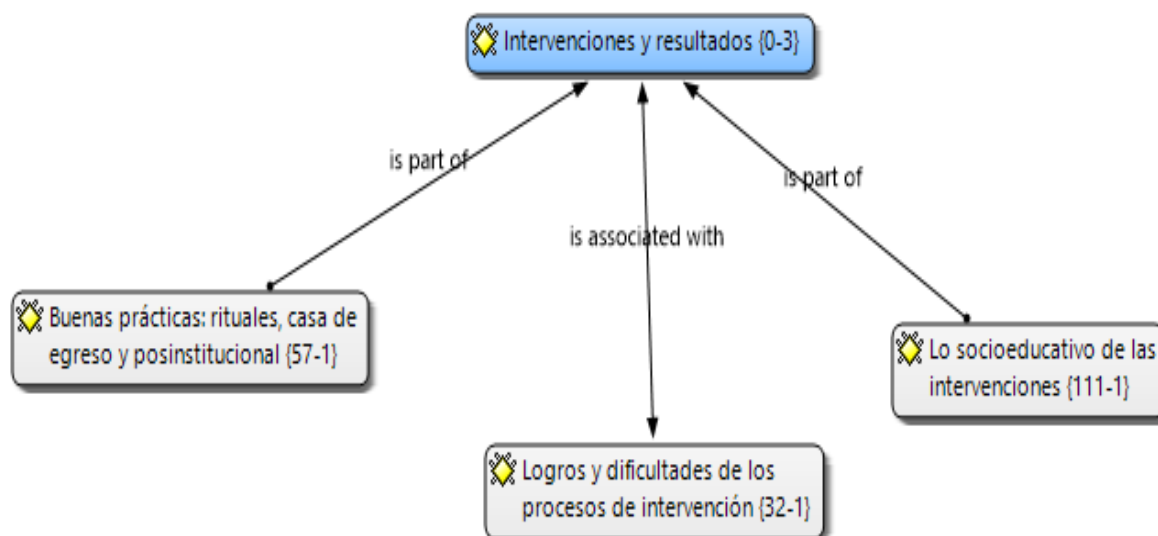 Intervenciones y resultados {0-3}
is part of
is part of
is associated with
Buenas prácticas: rituales, casa de
egreso y posinstitucional {57-1}
Lo socioeducativo de las
intervenciones {111-1}
Logros y dificultades de los
procesos de intervención {32-1}